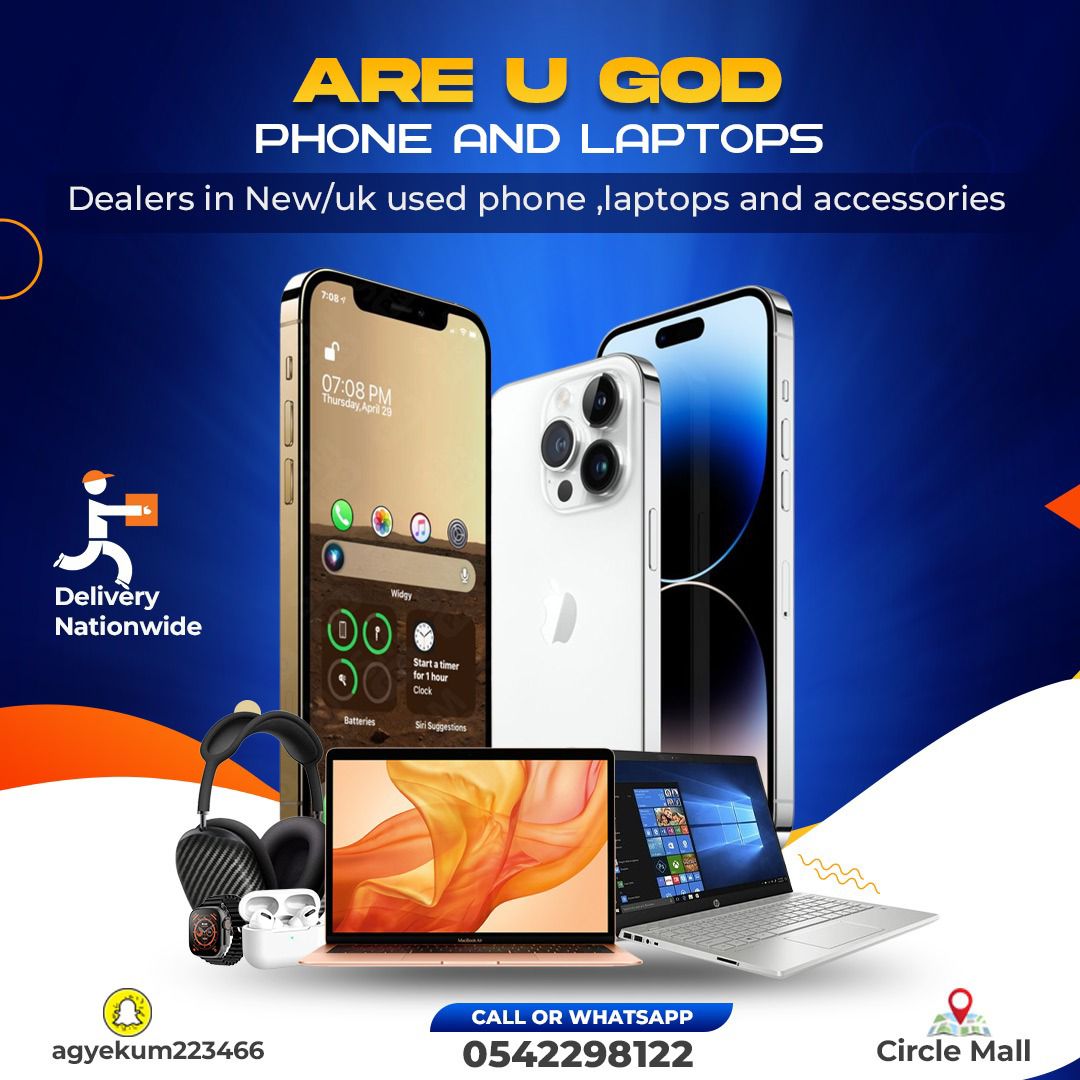 ARE U GOD
PHONE AND LAPTOPS
Dealers in New/uk used phone ,laptops and accessories
7:08
07:08 PM
Thursday, April 29
Widgy
Start a timer
for 1 hour
Clock
Batteries
Siri Suggestions
Delivery
Nationwide
MacBook Air
hp
agyekum223466
CALL OR WHATSAPP
0542298122
Circle Mall